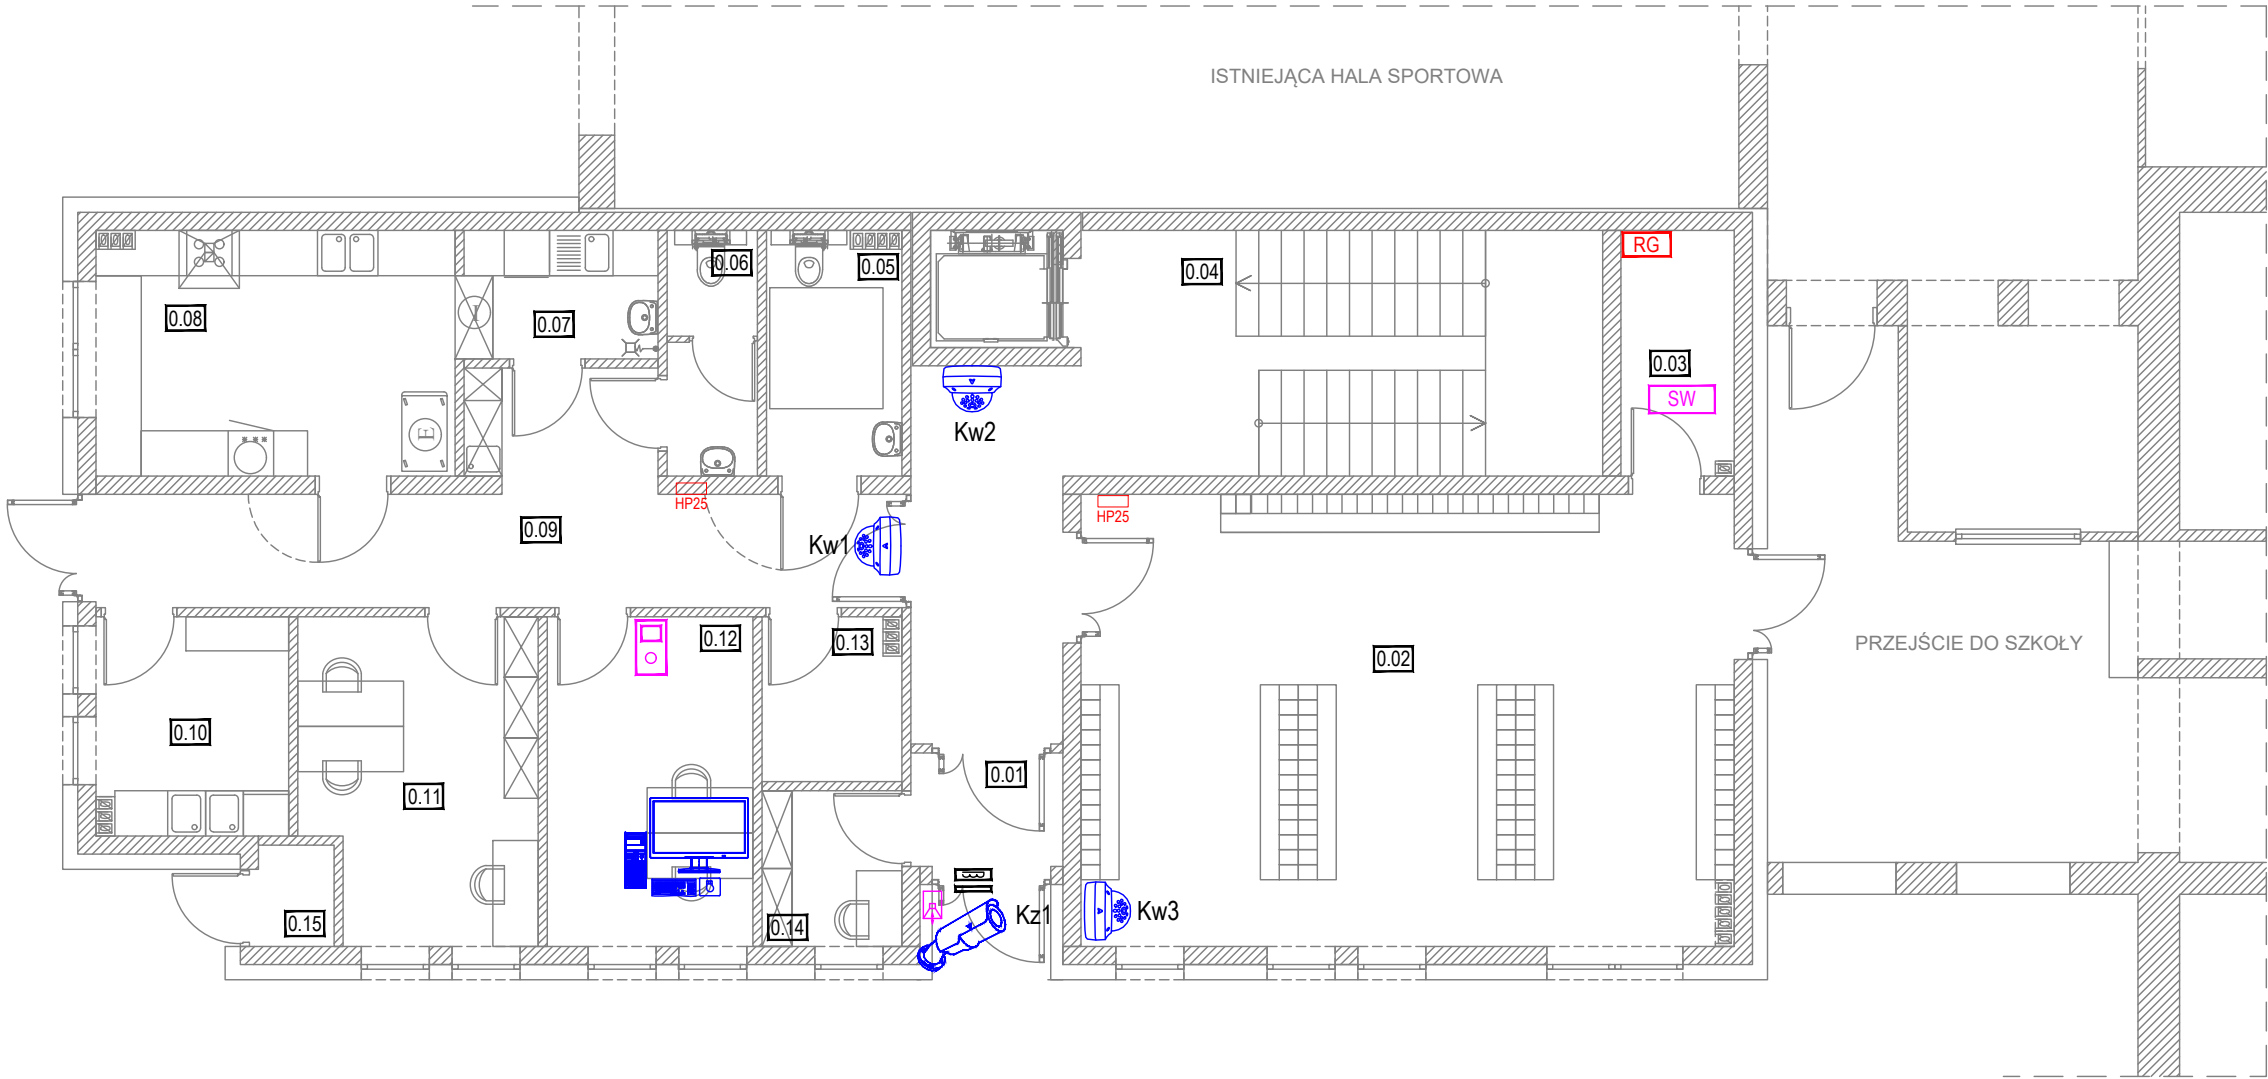 ISTNIEJĄCA HALA SPORTOWA
RG
0.06
0.05
0.04
0.08
0.07
I
0.03
SW
Kw2
E
HP25
HP25
0.09
Kw1
0.12
0.13
0.02
PRZEJŚCIE DO SZKOŁY
0.10
0.11
0.01
B
0.15
0.14
Kz1
Kw3